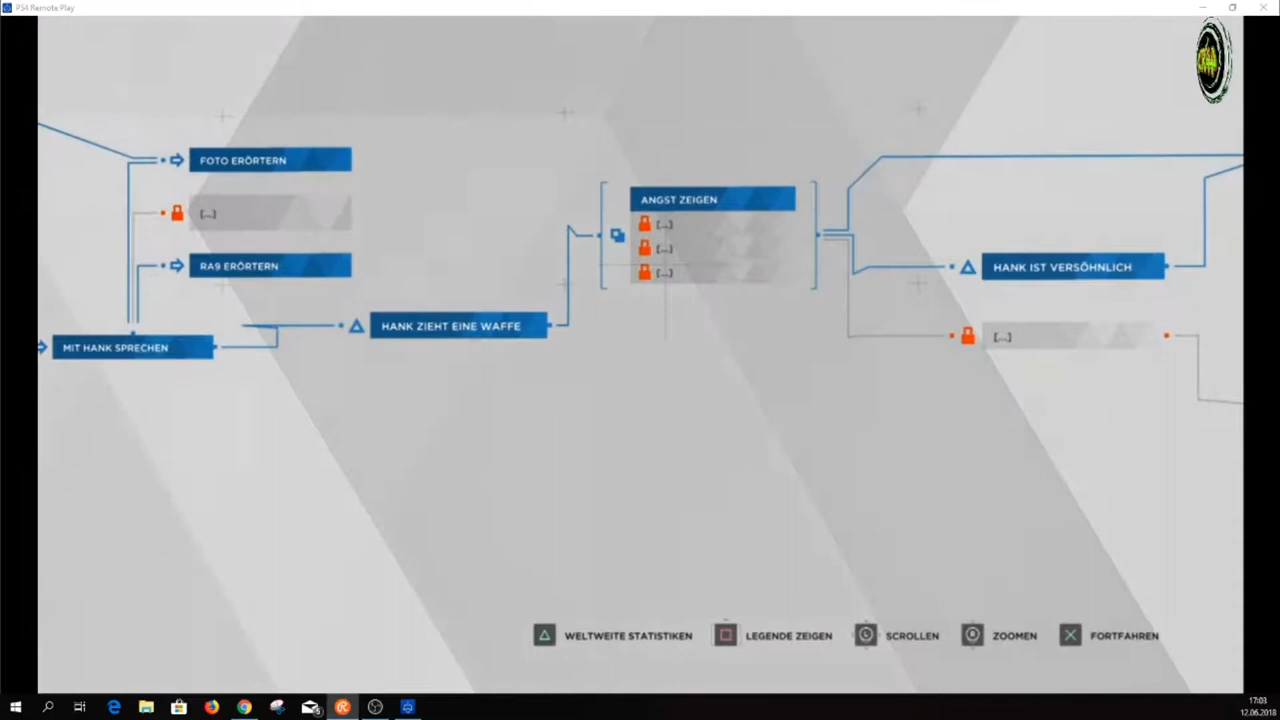 PS4 Remote Play
FOTO ERÖRTERN
[...]
RA9 ERÖRTERN
MIT HANK SPRECHEN
HANK ZIEHT EINE WAFFE
ANGST ZEIGEN
[...]
[...]
[...]
HANK IST VERSÖHNLICH
[...]
WELTWEITE STATISTIKEN
LEGENDE ZEIGEN
SCROLLEN
ZOOMEN
FORTFAHREN
17:03
12.06.2018